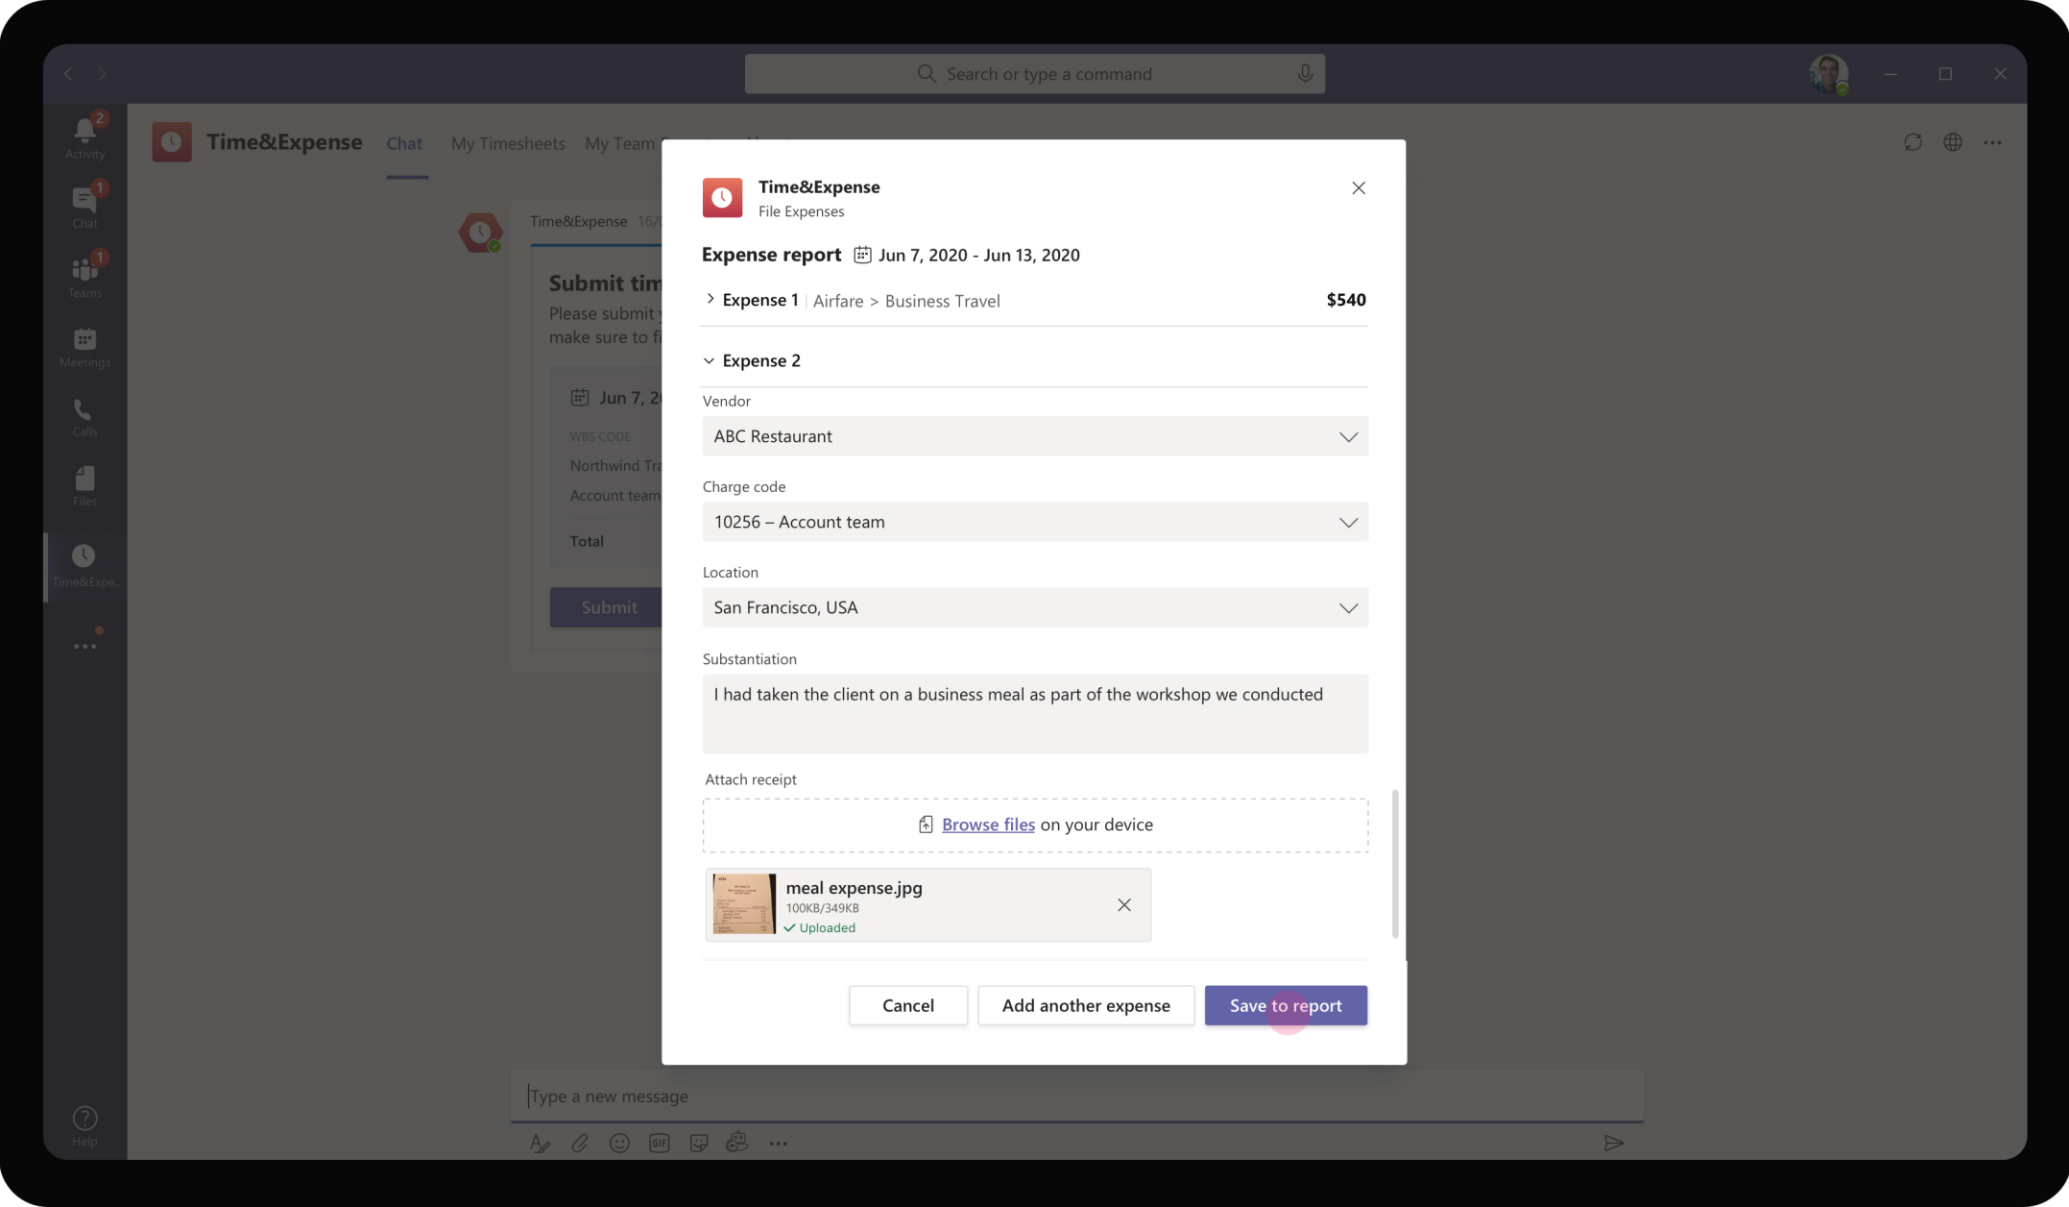 Search or type a command
2
Activity
1
Chat
1
Teams
Meetings
Calls
Files
Time&Expe..
Help
Time&Expense Chat My Timesheets My Team
Time&Expense 16/
Submit tim
Please submit y
make sure to fi
Jun 7, 20
WBS CODE
Northwind Tra
Account team
Total
Submit
Time&Expense
File Expenses
Expense report Jun 7, 2020 - Jun 13, 2020
Expense 1 | Airfare > Business Travel $540
Expense 2
Vendor
ABC Restaurant
Charge code
10256 – Account team
Location
San Francisco, USA
Substantiation
I had taken the client on a business meal as part of the workshop we conducted
Attach receipt
Browse files on your device
meal expense.jpg
100KB/349KB
Uploaded
Cancel Add another expense Save to report
Type a new message
GIF